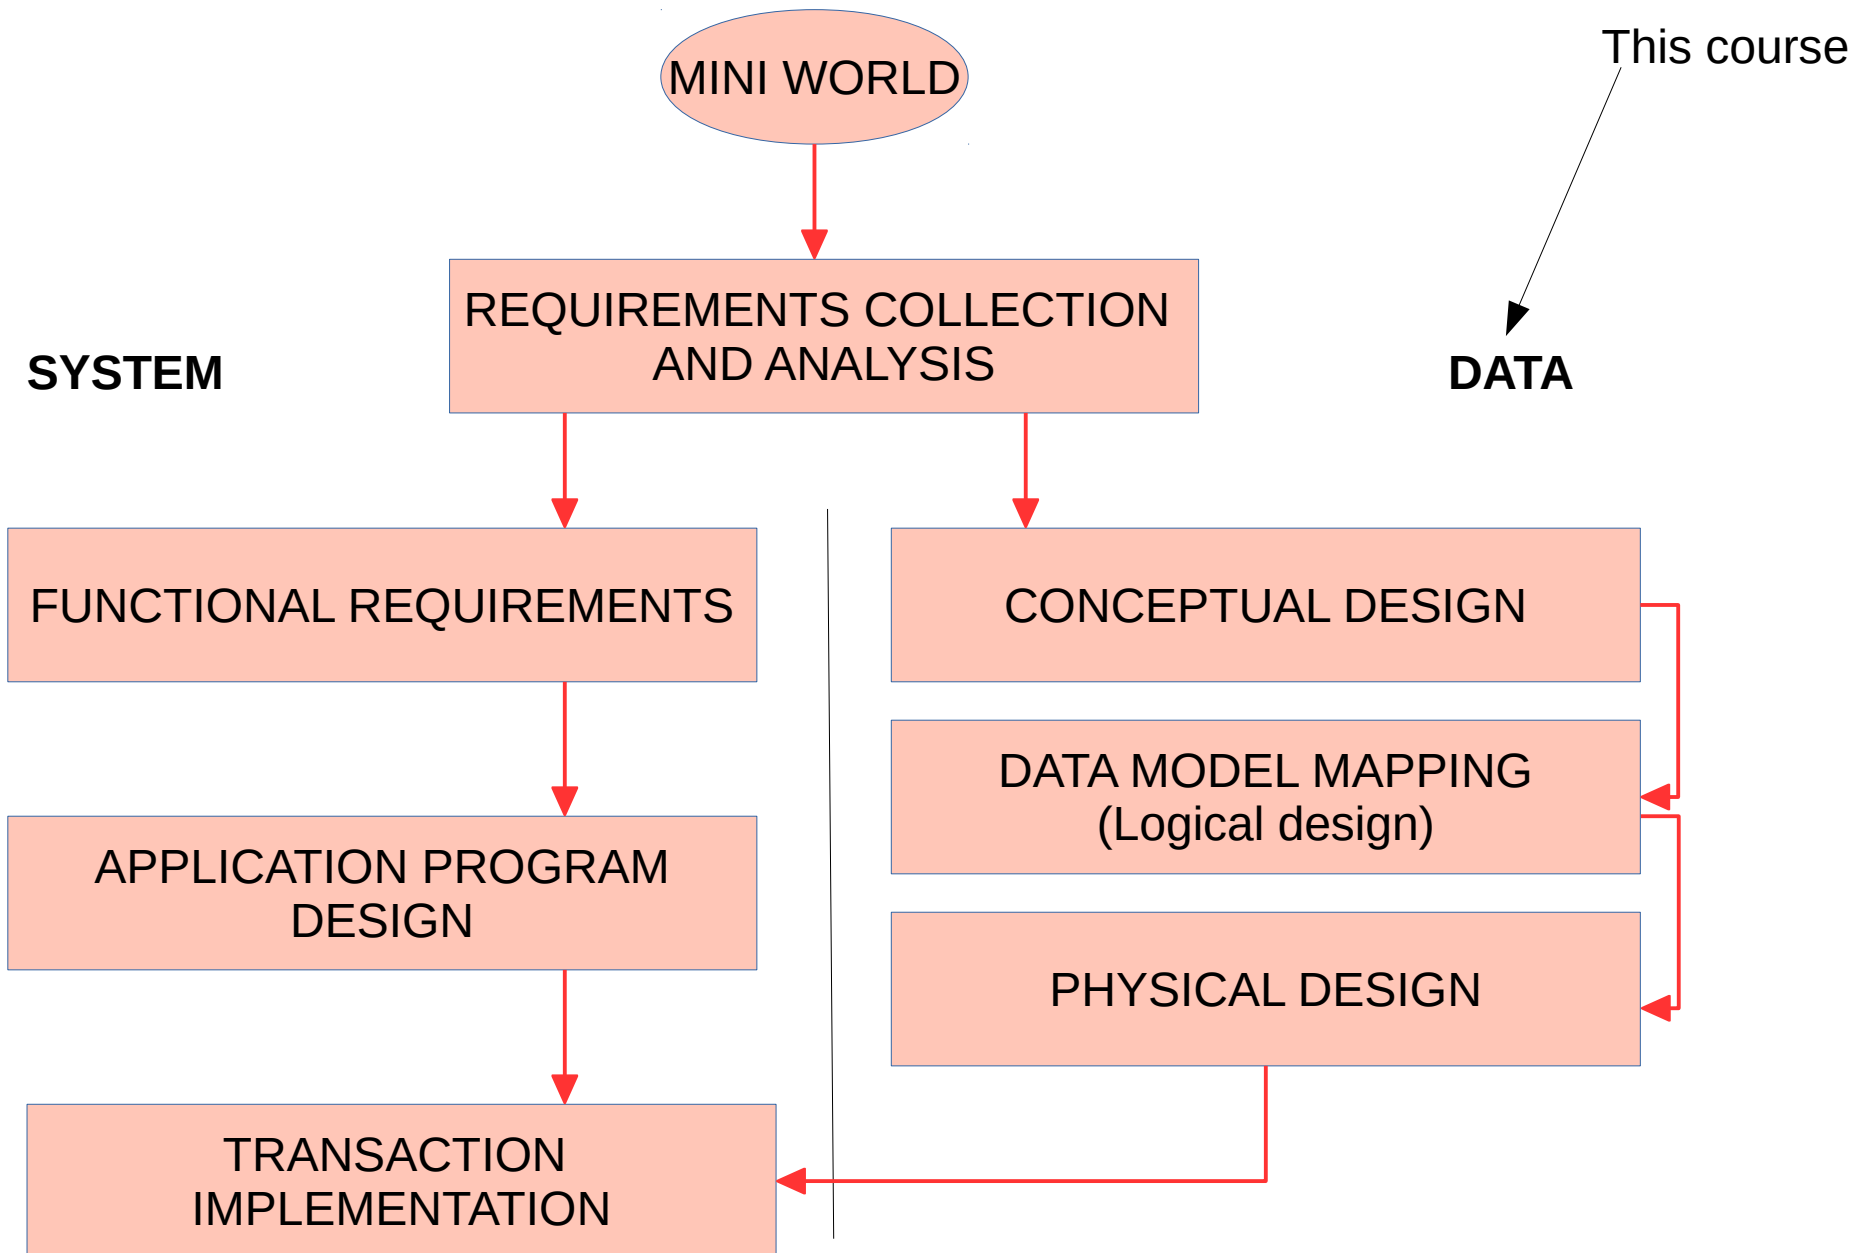 MINI WORLD
This course
REQUIREMENTS COLLECTION
AND ANALYSIS
SYSTEM
DATA
FUNCTIONAL REQUIREMENTS
CONCEPTUAL DESIGN
DATA MODEL MAPPING
(Logical design)
APPLICATION PROGRAM
DESIGN
PHYSICAL DESIGN
TRANSACTION
IMPLEMENTATION